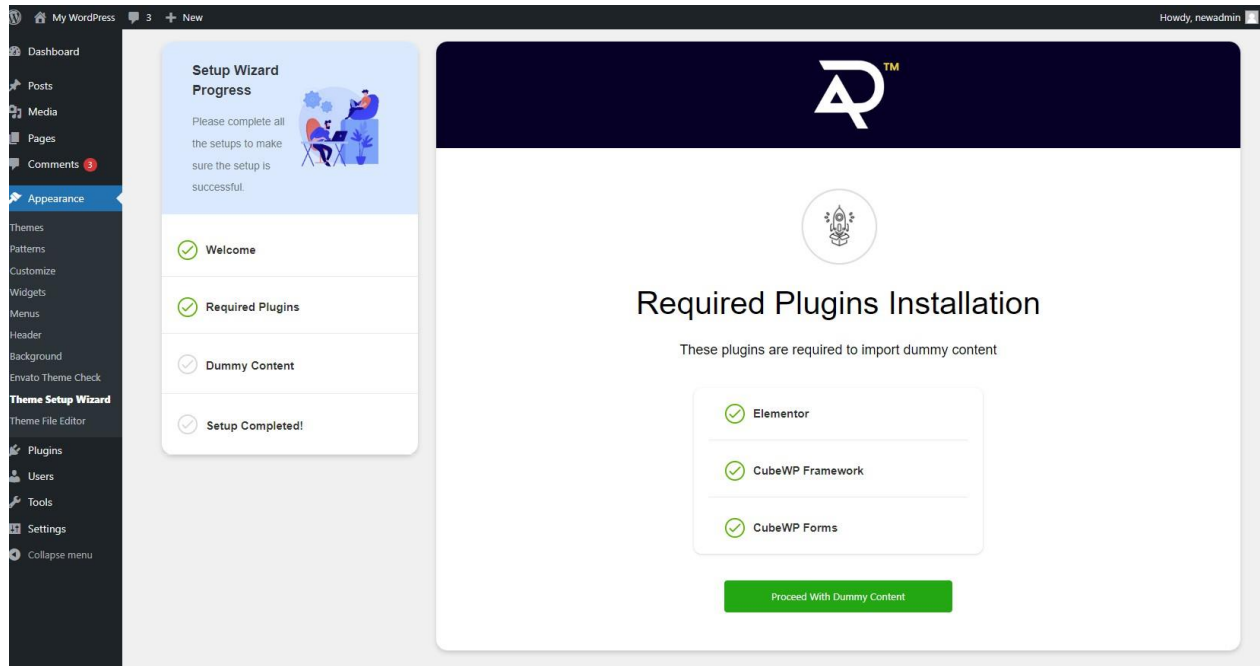 My WordPress 3 + New
Howdy, newadmin
Dashboard
Posts
Media
Pages
Comments 3
Appearance
Themes
Patterns
Customize
Widgets
Menus
Header
Background
Envato Theme Check
Theme Setup Wizard
Theme File Editor
Plugins
Users
Tools
Settings
Collapse menu
Setup Wizard
Progress
Please complete all
the setups to make
sure the setup is
successful.
Welcome
Required Plugins
Dummy Content
Setup Completed!
TM
Required Plugins Installation
These plugins are required to import dummy content
Elementor
CubeWP Framework
CubeWP Forms
Proceed With Dummy Content